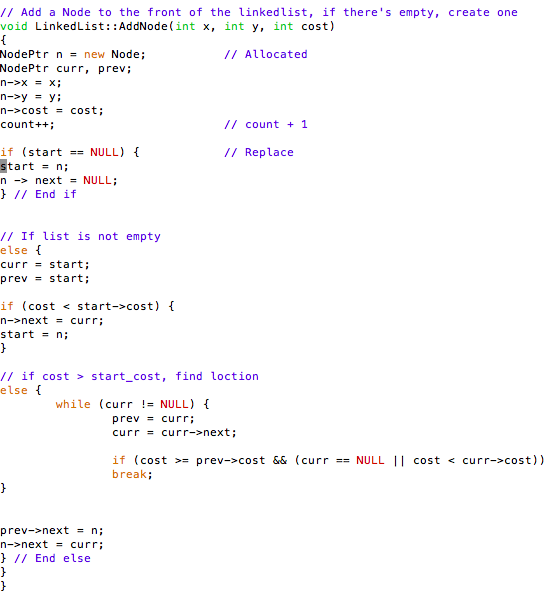 // Add a Node to the front of the linkedlist, if there's empty, create one
void LinkedList::AddNode(int x, int y, int cost)
{
NodePtr n = new Node;           // Allocated
NodePtr curr, prev;
n->x = x;
n->y = y;
n->cost = cost;
count++;                        // count + 1

if (start == NULL) {            // Replace
start = n;
n -> next = NULL;
} // End if


// If list is not empty
else {
curr = start;
prev = start;

if (cost < start->cost) {
n->next = curr;
start = n;
}

// if cost > start_cost, find loction
else {
        while (curr != NULL) {
                prev = curr;
                curr = curr->next;

                if (cost >= prev->cost && (curr == NULL || cost < curr->cost))
                break;
}


prev->next = n;
n->next = curr;
} // End else
}
}